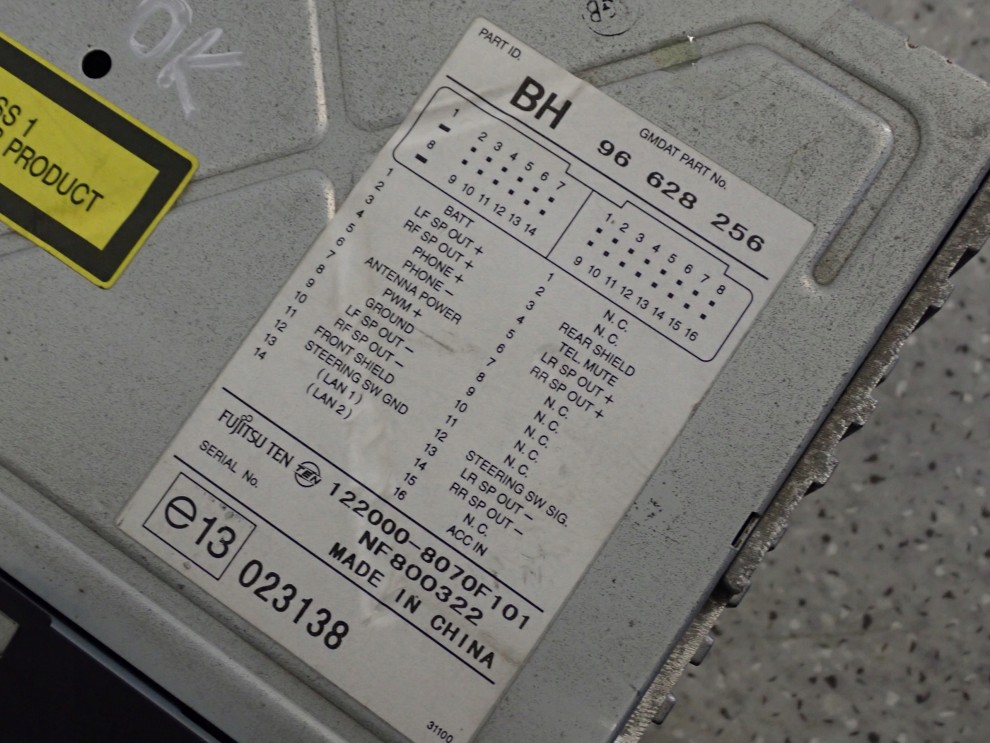 OK
GB
SS 1
PRODUCT
PART ID.
GMDAT PART No.
BH 96 628 256
1 2 3 4 5 6 7
8 9 10 11 12 13 14
1 2 3 4 5 6 7 8
9 10 11 12 13 14 15 16
1 BATT
2 LF SP OUT +
3 RF SP OUT +
4 PHONE +
5 PHONE −
6 ANTENNA POWER
7 PWM +
8 GROUND
9 LF SP OUT −
10 RF SP OUT −
11 FRONT SHIELD
12 STEERING SW GND
13 (LAN 1)
14 (LAN 2)
1 N.C.
2 N.C.
3 REAR SHIELD
4 TEL. MUTE
5 LR SP OUT +
6 RR SP OUT +
7 N.C.
8 N.C.
9 N.C.
10 N.C.
11 N.C.
12 STEERING SW SIG.
13 LR SP OUT −
14 RR SP OUT −
15 N.C.
16 ACC IN
FUJITSU TEN TEN 122000-8070F101
SERIAL No. NF800322
MADE IN CHINA
e13 023138
31100